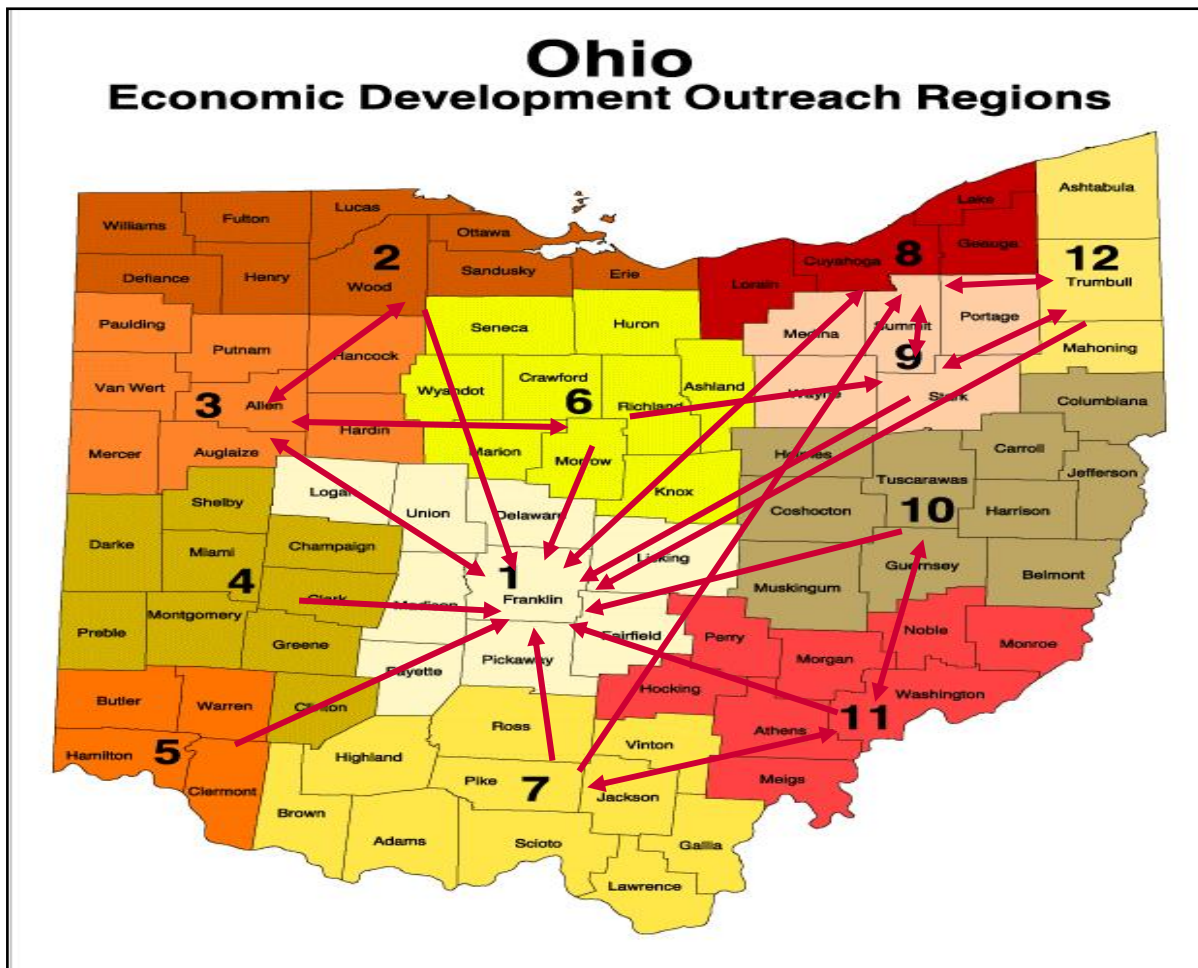 Ohio
Economic Development Outreach Regions
Ashtabula
Lake
Geauga
Cuyahoga
8
12
Trumbull
Lorain
Williams
Fulton
Lucas
Ottawa
2
Defiance
Henry
Wood
Sandusky
Erie
Paulding
Putnam
Hancock
Seneca
Huron
Medina
Summit
Portage
Mahoning
9
Van Wert
3
Allen
Wyandot
Crawford
6
Richland
Ashland
Wayne
Stark
Columbiana
Mercer
Auglaize
Hardin
Marion
Morrow
Knox
Holmes
Carroll
Jefferson
Tuscarawas
10
Harrison
Coshocton
Shelby
Logan
Union
Delaware
Licking
Darke
Miami
Champaign
4
1
Franklin
Muskingum
Guernsey
Belmont
Clark
Madison
Montgomery
Preble
Greene
Fayette
Pickaway
Fairfield
Perry
Morgan
Noble
Monroe
Washington
11
Hocking
Athens
Meigs
Butler
Warren
Clinton
Hamilton
5
Clermont
Highland
Ross
Vinton
Pike
7
Jackson
Brown
Adams
Scioto
Gallia
Lawrence